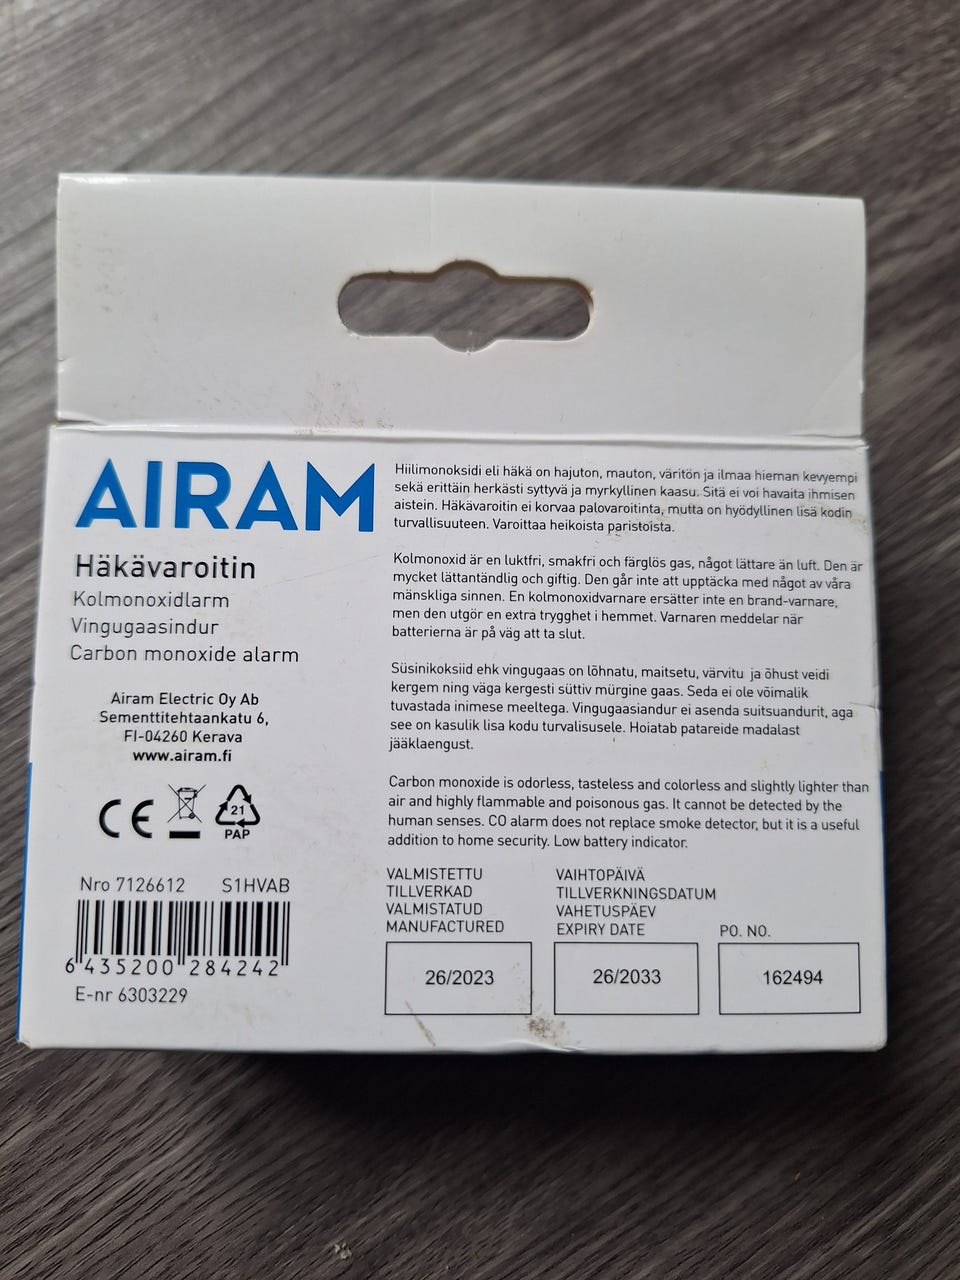 AIRAM
Häkävaroitin
Kolmonoxidlarm
Vingugaasindur
Carbon monoxide alarm
Airam Electric Oy Ab
Sementtitehtaankatu 6,
FI-04260 Kerava
www.airam.fi
CE
21
PAP
Nro 7126612 S1HVAB
6 435200 284242
E-nr 6303229
Hiilimonoksidi eli häkä on hajuton, mauton, väritön ja ilmaa hieman kevyempi
sekä erittäin herkästi syttyvä ja myrkyllinen kaasu. Sitä ei voi havaita ihmisen
aistein. Häkävaroitin ei korvaa palovaroitinta, mutta on hyödyllinen lisä kodin
turvallisuuteen. Varoittaa heikoista paristoista.
Kolmonoxid är en luktfri, smakfri och färglös gas, något lättare än luft. Den är
mycket lättantändlig och giftig. Den går inte att upptäcka med något av våra
mänskliga sinnen. En kolmonoxidvarnare ersätter inte en brand-varnare,
men den utgör en extra trygghet i hemmet. Varnaren meddelar när
batterierna är på väg att ta slut.
Süsinikoksiid ehk vingugaas on lõhnatu, maitsetu, värvitu ja õhust veidi
kergem ning väga kergesti süttiv mürgine gaas. Seda ei ole võimalik
tuvastada inimese meeltega. Vingugaasiandur ei asenda suitsuandurit, aga
see on kasulik lisa kodu turvalisusele. Hoiatab patareide madalast
jääklaengust.
Carbon monoxide is odorless, tasteless and colorless and slightly lighter than
air and highly flammable and poisonous gas. It cannot be detected by the
human senses. CO alarm does not replace smoke detector, but it is a useful
addition to home security. Low battery indicator.
VALMISTETTU
TILLVERKAD
VALMISTATUD
MANUFACTURED
26/2023
VAIHTOPÄIVÄ
TILLVERKNINGSDATUM
VAHETUSPÄEV
EXPIRY DATE
26/2033
PO. NO.
162494